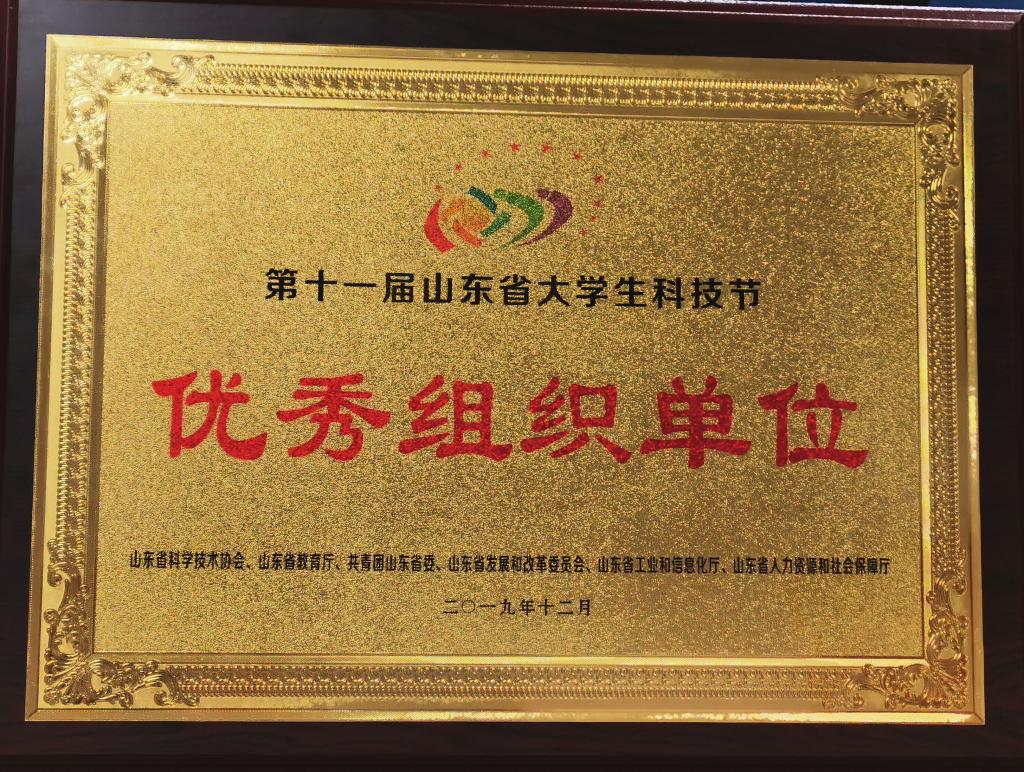 第十一届山东省大学生科技节
优秀组织单位
山东省科学技术协会、山东省教育厅、共青团山东省委、山东省发展和改革委员会、山东省工业和信息化厅、山东省人力资源和社会保障厅
二〇一九年十二月